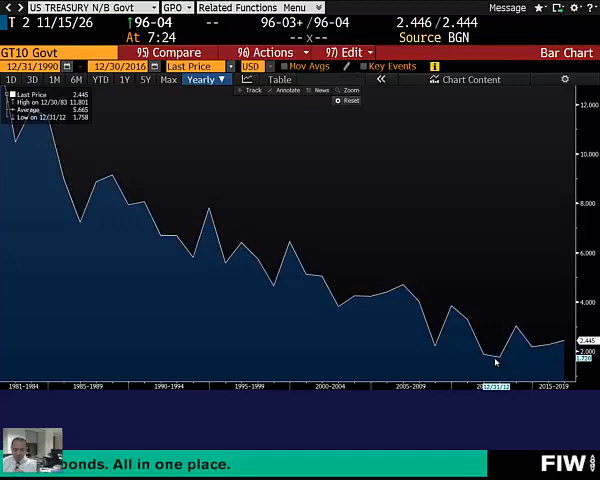 < > US TREASURY N/B Govt ▾ GPO ▾ Related Functions Menu ≫ Message ★ ? 
T 2 11/15/26 ↑96-04 -- 96-03+/96-04 2.446/2.444
At 7:24 --x-- Source BGN
GT10 Govt 95) Compare 96) Actions ▾ 97) Edit ▾ Bar Chart
12/31/1990 12/30/2016 Last Price USD Mov Avgs Key Events
1D 3D 1M 6M YTD 1Y 5Y Max Yearly ▼ Table « Chart Content
Track Annotate News Zoom
Reset
Last Price 2.445
High on 12/30/83 11.801
Average 5.665
Low on 12/31/12 1.758
12.000
10.000
8.000
6.000
4.000
2.445
2.000
1981-1984 1985-1989 1990-1994 1995-1999 2000-2004 2005-2009 12/31/12 2015-2019
bonds. All in one place.
FIW